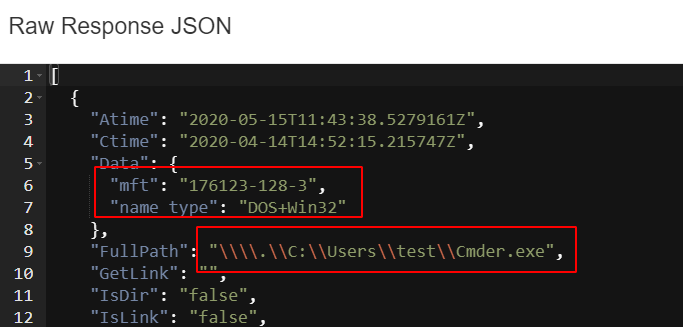 Raw Response JSON
1 [
2 {
3 "Atime": "2020-05-15T11:43:38.5279161Z",
4 "Ctime": "2020-04-14T14:52:15.215747Z",
5 "Data": {
6 "mft": "176123-128-3",
7 "name_type": "DOS+Win32"
8 },
9 "FullPath": "\\\\.\\C:\\Users\\test\\Cmder.exe",
10 "GetLink": "",
11 "IsDir": "false",
12 "IsLink": "false",